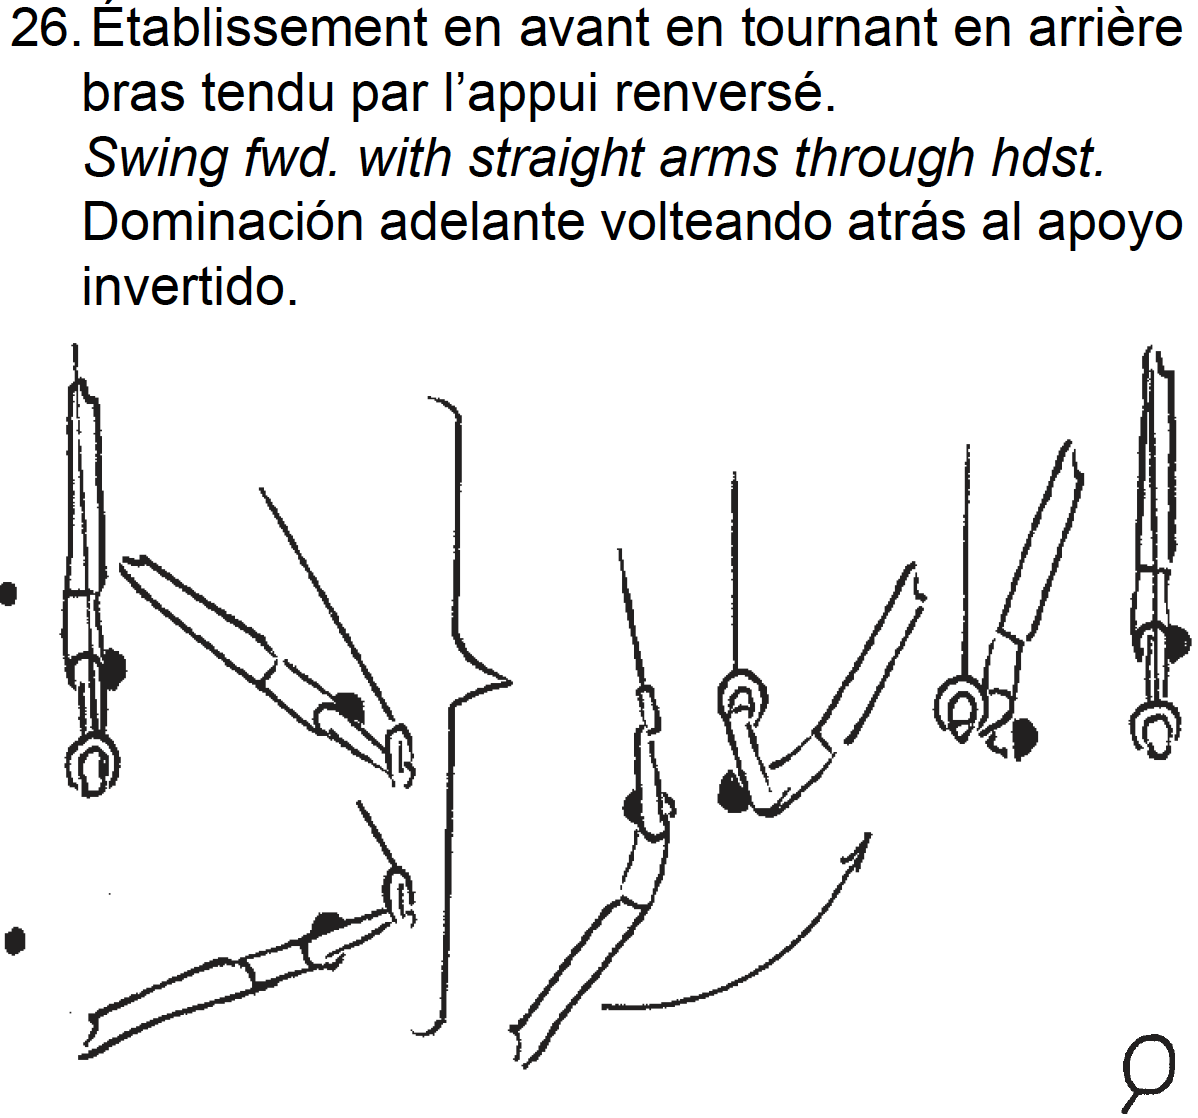 26. Établissement en avant en tournant en arrière
bras tendu par l’appui renversé.
Swing fwd. with straight arms through hdst.
Dominación adelante volteando atrás al apoyo
invertido.